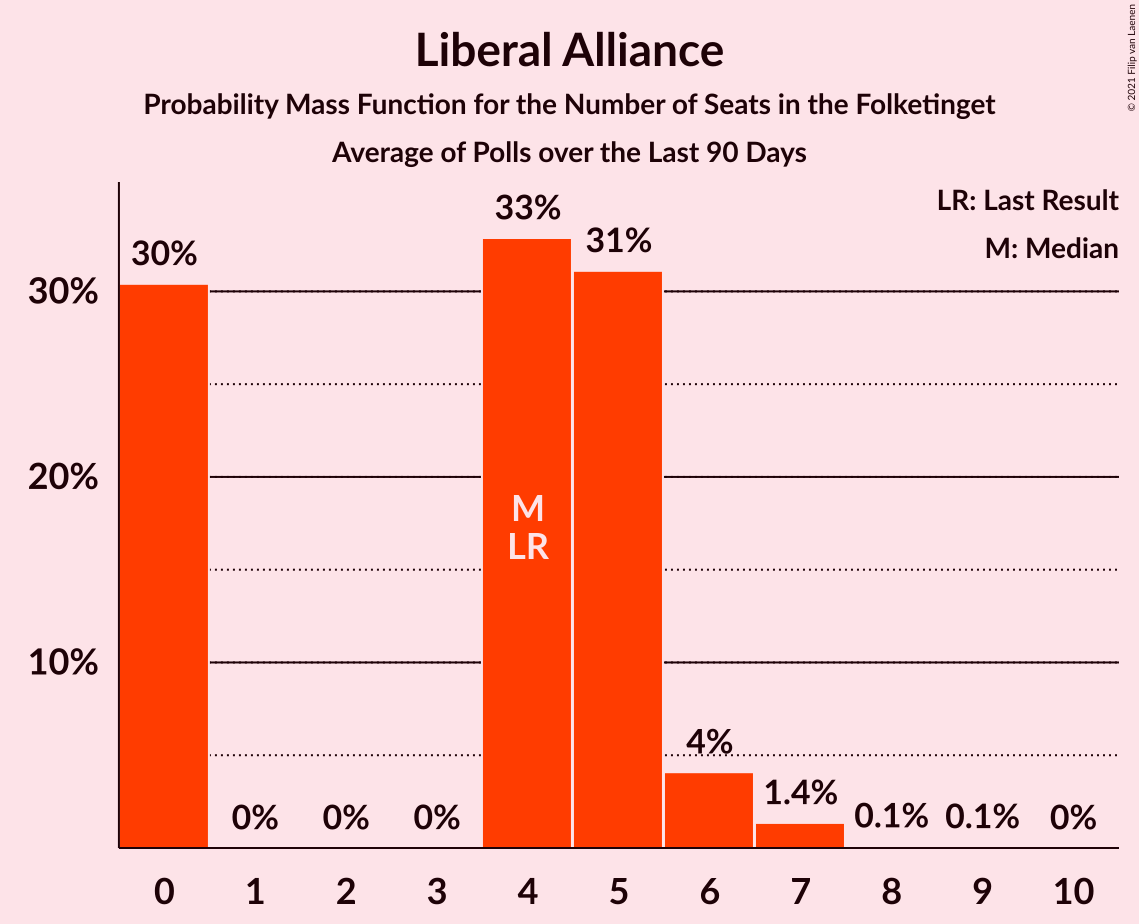 Liberal Alliance
Probability Mass Function for the Number of Seats in the Folketinget
Average of Polls over the Last 90 Days
© 2021 Filip van Laenen
LR: Last Result
M: Median
30%
20%
10%
30%
0%
0%
0%
33%
31%
4%
1.4%
0.1%
0.1%
0%
M
LR
0 1 2 3 4 5 6 7 8 9 10